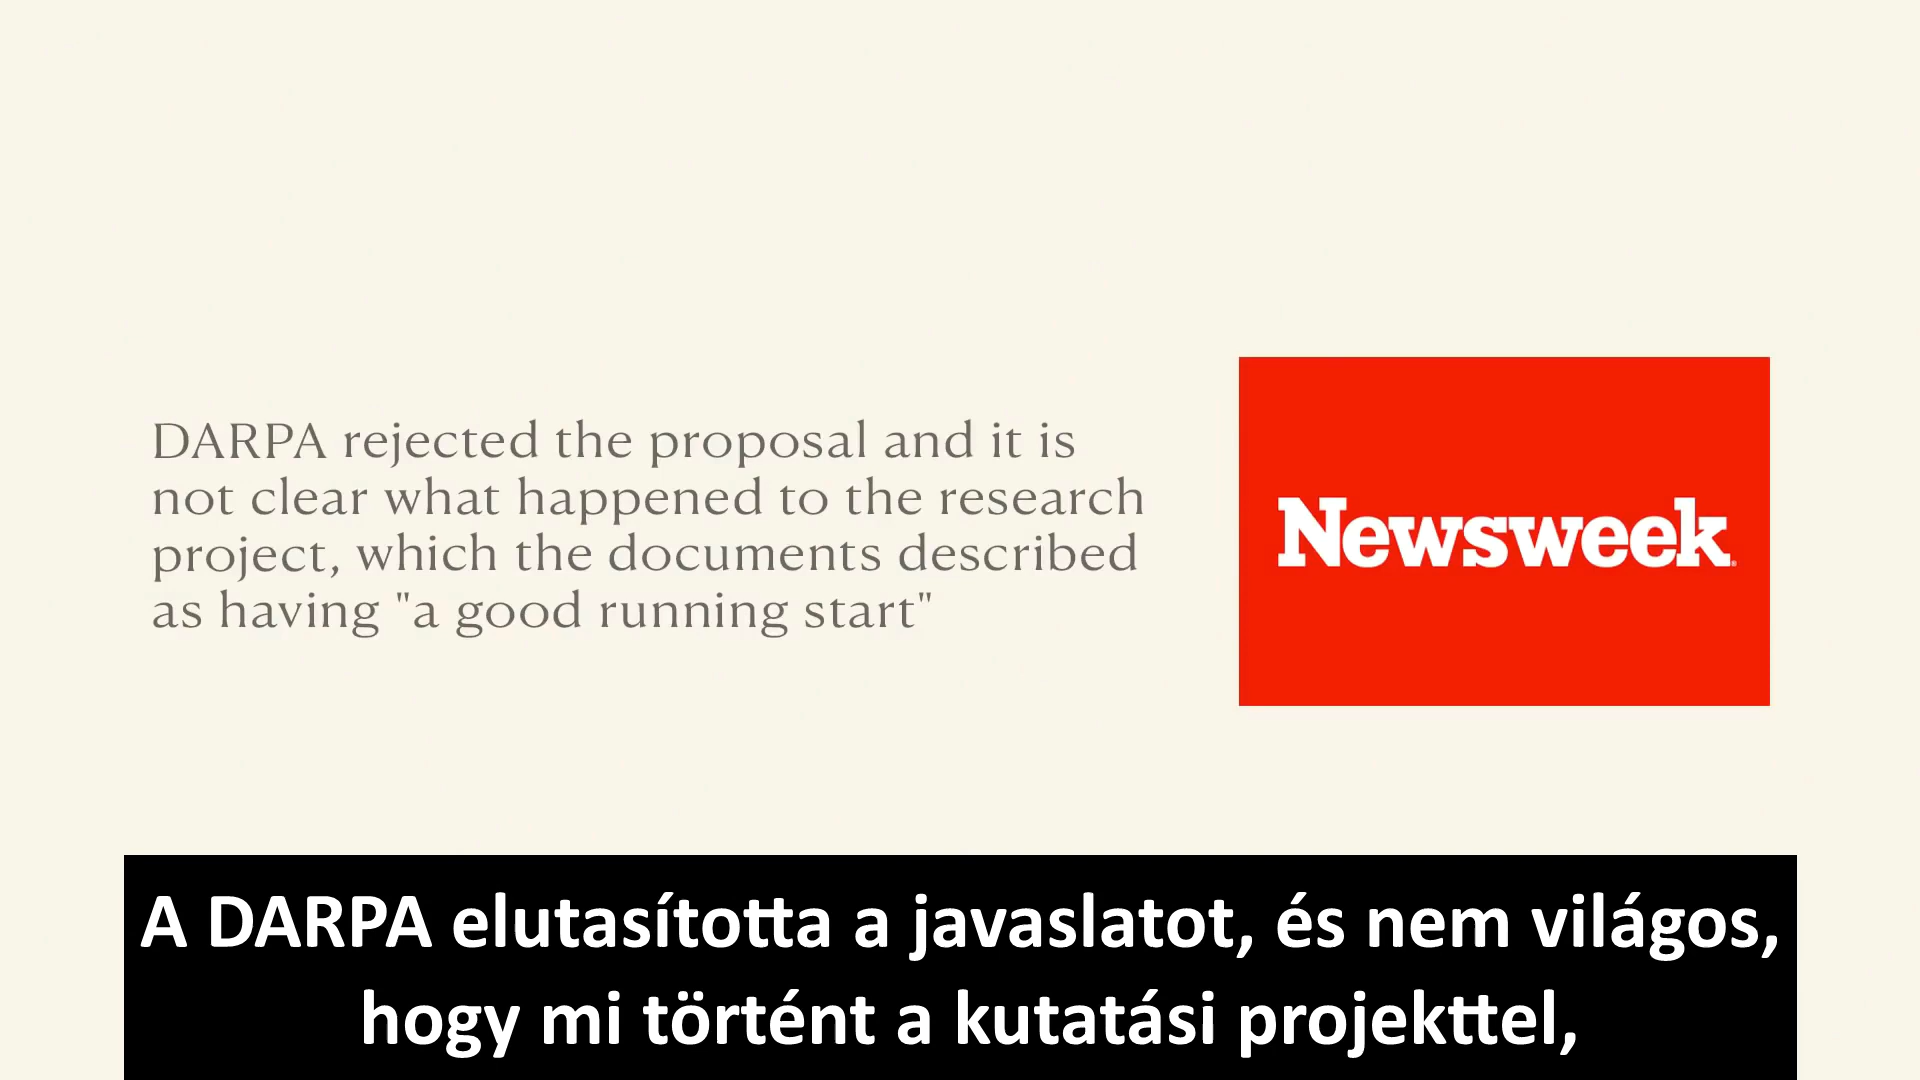 DARPA rejected the proposal and it is
not clear what happened to the research
project, which the documents described
as having "a good running start"
Newsweek
A DARPA elutasította a javaslatot, és nem világos,
hogy mi történt a kutatási projekttel,